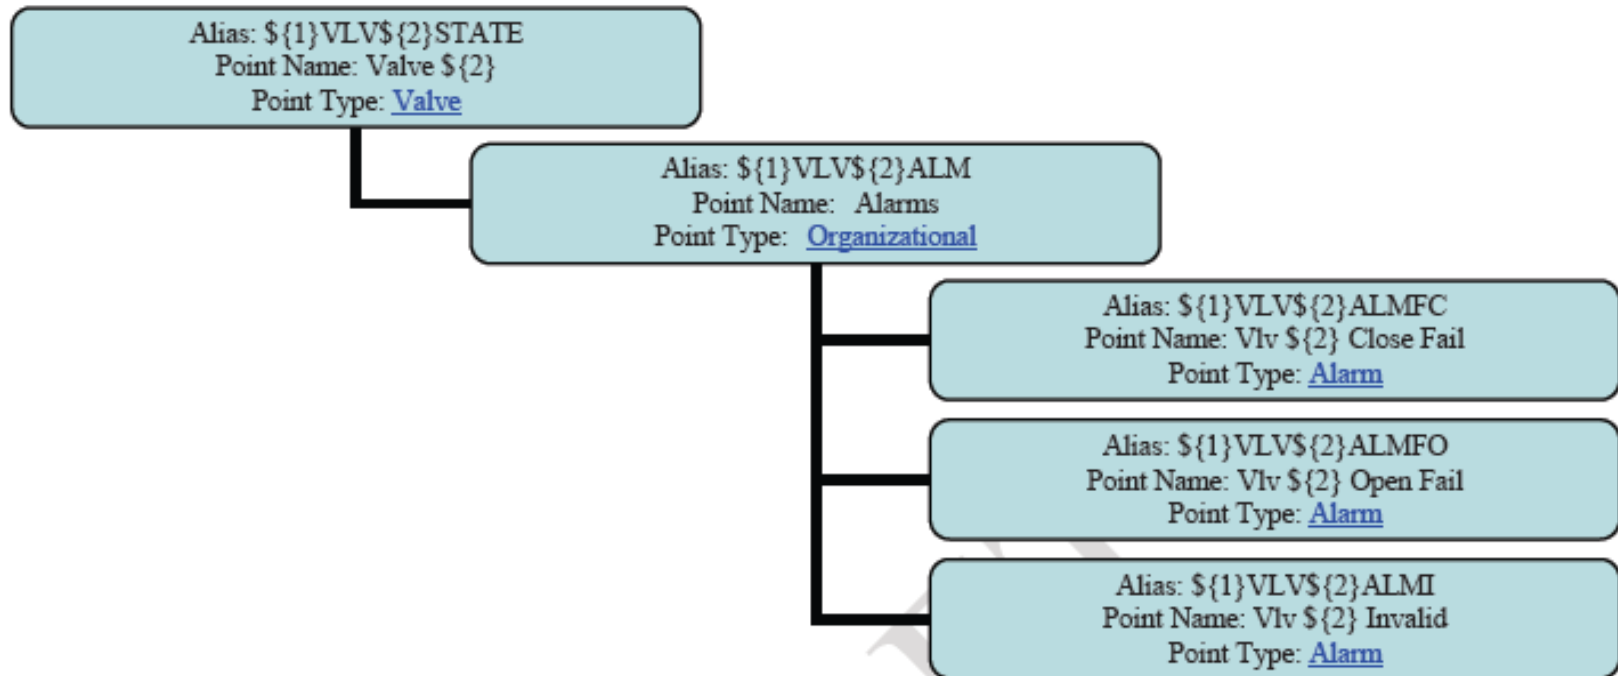 Alias: ${1}VLV${2}STATE
Point Name: Valve ${2}
Point Type: Valve
Alias: ${1}VLV${2}ALM
Point Name: Alarms
Point Type: Organizational
Alias: ${1}VLV${2}ALMFC
Point Name: Vlv ${2} Close Fail
Point Type: Alarm
Alias: ${1}VLV${2}ALMFO
Point Name: Vlv ${2} Open Fail
Point Type: Alarm
Alias: ${1}VLV${2}ALMI
Point Name: Vlv ${2} Invalid
Point Type: Alarm